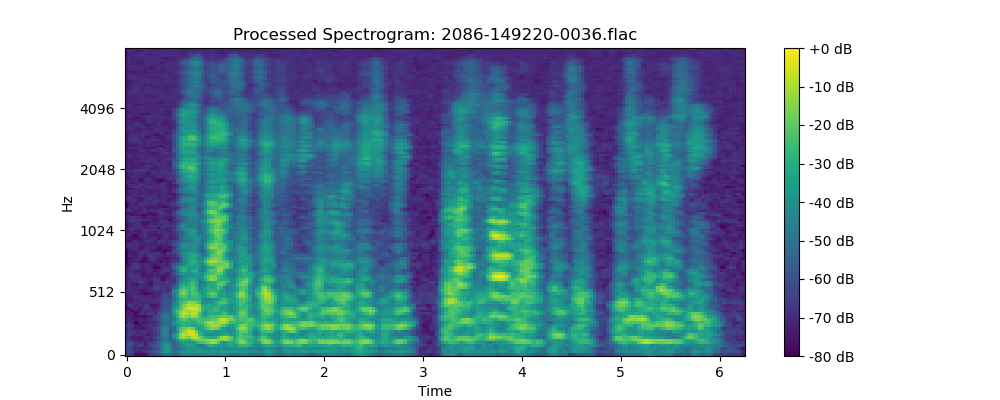 Processed Spectrogram: 2086-149220-0036.flac
Hz
4096
2048
1024
512
0
0 1 2 3 4 5 6
Time
+0 dB
-10 dB
-20 dB
-30 dB
-40 dB
-50 dB
-60 dB
-70 dB
-80 dB